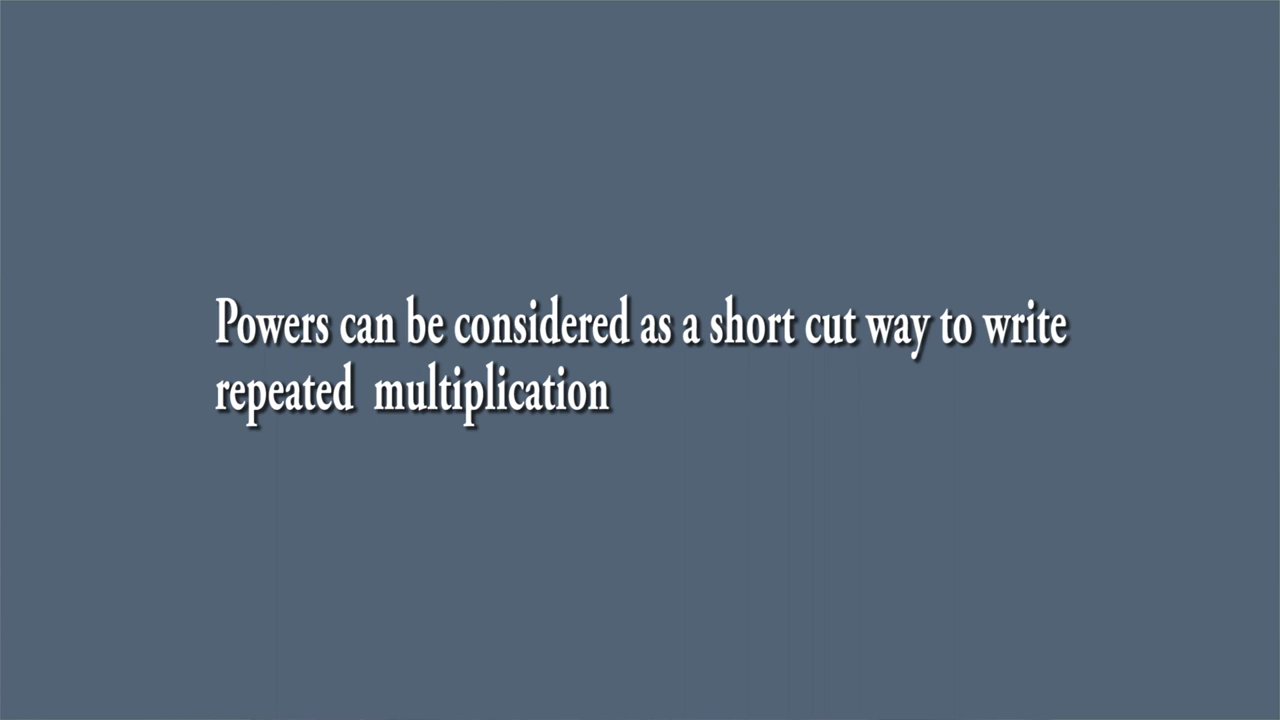 Powers can be considered as a short cut way to write
repeated  multiplication